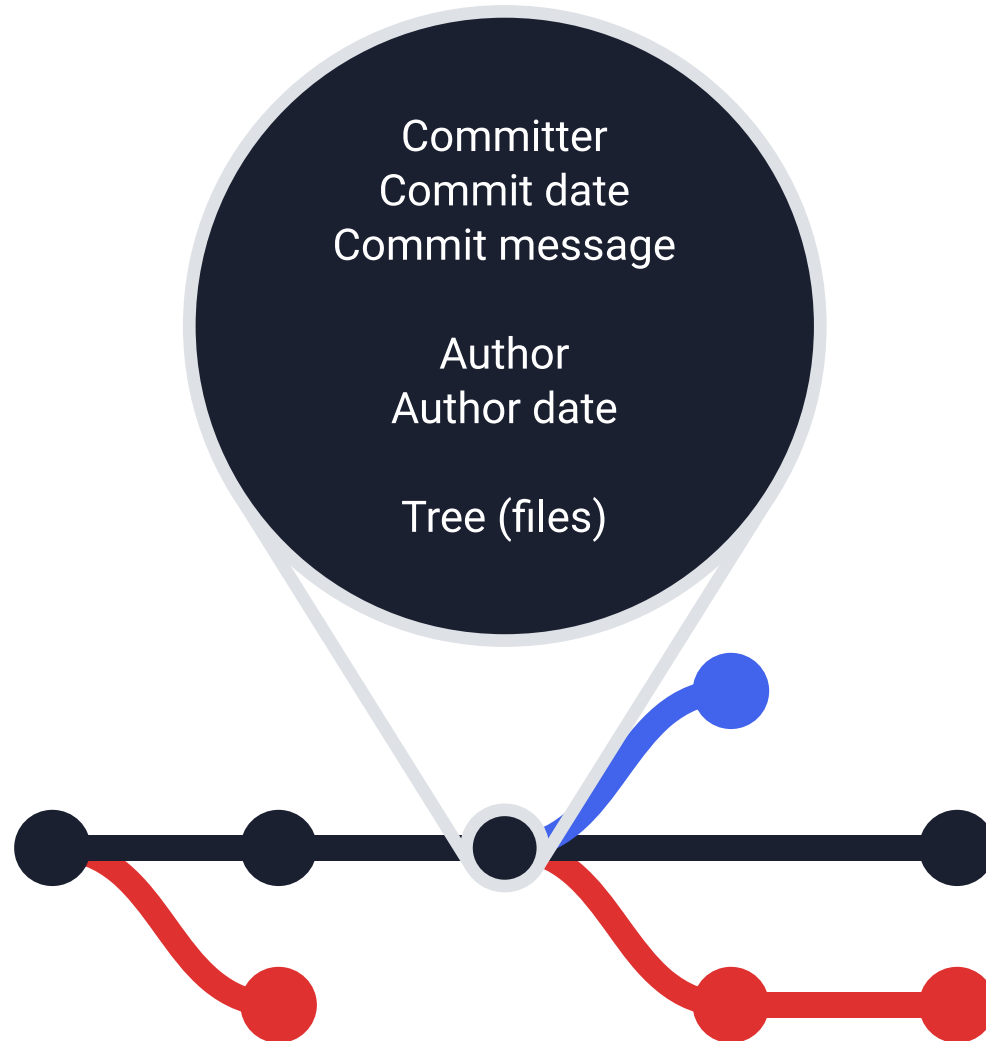 Committer
Commit date
Commit message
Author
Author date
Tree (files)